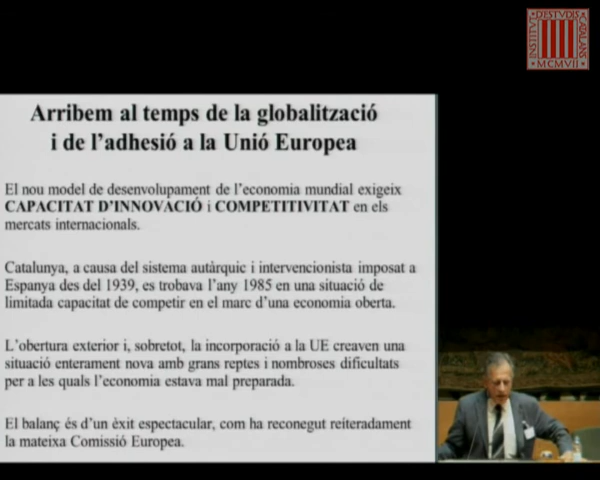 INSTITVT
D'ESTVDIS
CATALANS
MCMVII
Arribem al temps de la globalització
i de l'adhesió a la Unió Europea
El nou model de desenvolupament de l'economia mundial exigeix
CAPACITAT D'INNOVACIÓ i COMPETITIVITAT en els
mercats internacionals.
Catalunya, a causa del sistema autàrquic i intervencionista imposat a
Espanya des del 1939, es trobava l'any 1985 en una situació de
limitada capacitat de competir en el marc d'una economia oberta.
L'obertura exterior i, sobretot, la incorporació a la UE creaven una
situació enterament nova amb grans reptes i nombroses dificultats
per a les quals l'economia estava mal preparada.
El balanç és d'un èxit espectacular, com ha reconegut reiteradament
la mateixa Comissió Europea.